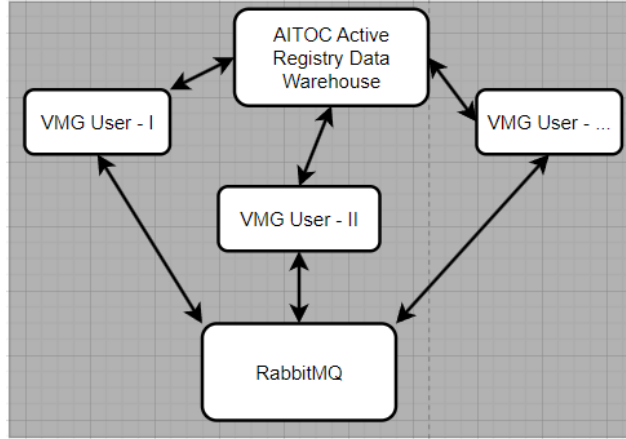 AITOC Active
Registry Data
Warehouse
VMG User - I
VMG User - ...
VMG User - II
RabbitMQ